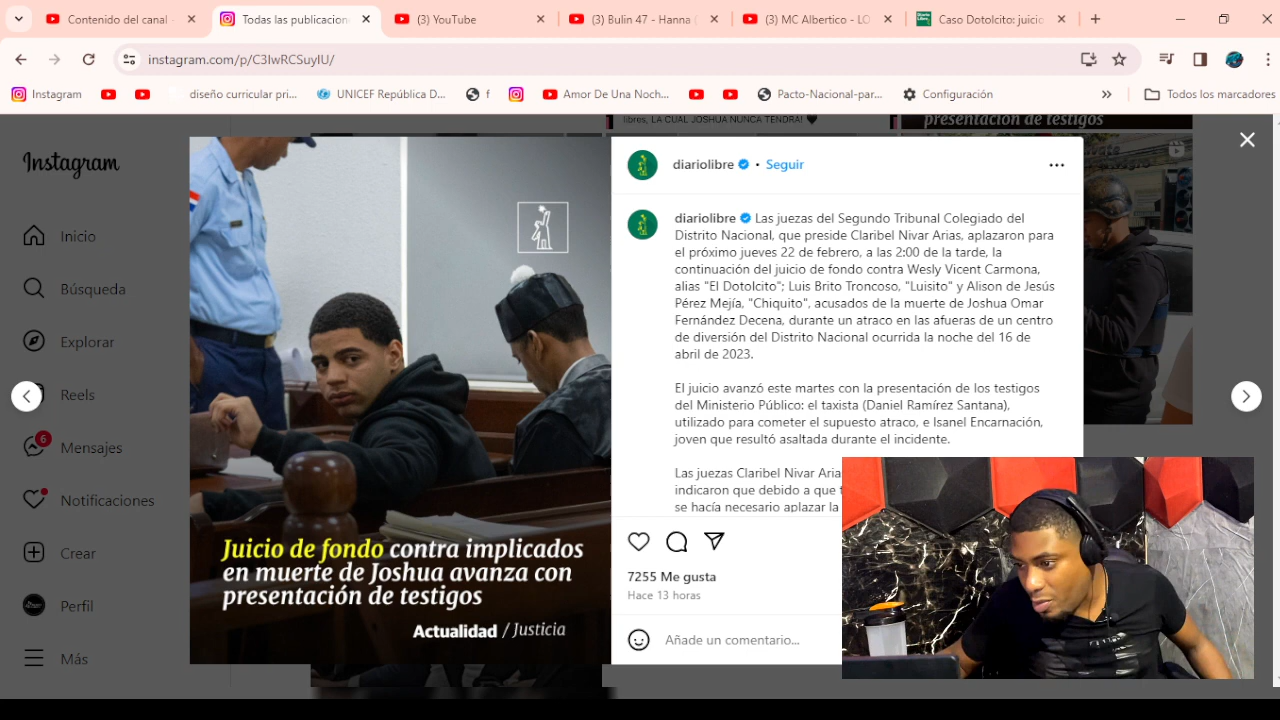 Contenido del canal
Todas las publicacion
(3) YouTube
(3) Bulin 47 - Hanna (
(3) MC Albertico - LO
Caso Dotolcito: juicio
instagram.com/p/C3IwRCSuyIU/
Instagram
diseño curricular pri...
UNICEF República D...
f
Amor De Una Noch...
Pacto-Nacional-par...
Configuración
»
Todos los marcadores
libres, LA CUAL JOSHUA NUNCA TENDRA!
presentación de testigos
Instagram
Inicio
Búsqueda
Explorar
Reels
6
Mensajes
Notificaciones
Crear
Perfil
Más
Juicio de fondo contra implicados
en muerte de Joshua avanza con
presentación de testigos
Actualidad / Justicia
diariolibre • Seguir
diariolibre Las juezas del Segundo Tribunal Colegiado del
Distrito Nacional, que preside Claribel Nivar Arias, aplazaron para
el próximo jueves 22 de febrero, a las 2:00 de la tarde, la
continuación del juicio de fondo contra Wesly Vicent Carmona,
alias "El Dotolcito"; Luis Brito Troncoso, "Luisito" y Alison de Jesús
Pérez Mejía, "Chiquito", acusados de la muerte de Joshua Omar
Fernández Decena, durante un atraco en las afueras de un centro
de diversión del Distrito Nacional ocurrida la noche del 16 de
abril de 2023.
El juicio avanzó este martes con la presentación de los testigos
del Ministerio Público: el taxista (Daniel Ramírez Santana),
utilizado para cometer el supuesto atraco, e Isanel Encarnación,
joven que resultó asaltada durante el incidente.
Las juezas Claribel Nivar Aria
indicaron que debido a que t
se hacía necesario aplazar la
7255 Me gusta
Hace 13 horas
Añade un comentario...